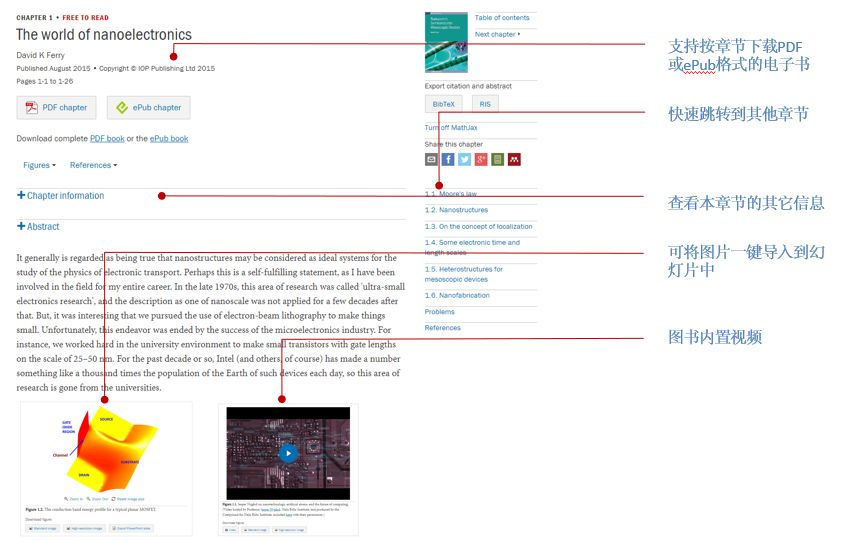 CHAPTER 1 • FREE TO READ
The world of nanoelectronics
David K Ferry
Published August 2015 • Copyright © IOP Publishing Ltd 2015
Pages 1-1 to 1-26
PDF chapter
ePub chapter
Download complete PDF book or the ePub book
Figures
References
Chapter information
Abstract
It generally is regarded as being true that nanostructures may be considered as ideal systems for the
study of the physics of electronic transport. Perhaps this is a self-fulfilling statement, as I have been
involved in the field for my entire career. In the late 1970s, this area of research was called 'ultra-small
electronics research', and the description as one of nanoscale was not applied for a few decades after
that. But, it was interesting that we pursued the use of electron-beam lithography to make things
small. Unfortunately, this endeavor was ended by the success of the microelectronics industry. For
instance, we worked hard in the university environment to make small transistors with gate lengths
on the scale of 25–50 nm. For the past decade or so, Intel (and others, of course) has made a number
something like a thousand times the population of the Earth of such devices each day, so this area of
research is gone from the universities.
SOURCE
GATE
OXIDE
REGION
Channel
SUBSTRATE
DRAIN
Zoom In
Zoom Out
Reset image size
Figure 1.2. The conduction band energy profile for a typical planar MOSFET.
Download figure:
Standard image
High-resolution image
Export PowerPoint slide
Download figure:
Video
Standard image
High-resolution image
Table of contents
Next chapter
Export citation and abstract
BibTeX
RIS
Turn off MathJax
Share this chapter
1.1. Moore's law
1.2. Nanostructures
1.3. On the concept of localization
1.4. Some electronic time and
length scales
1.5. Heterostructures for
mesoscopic devices
1.6. Nanofabrication
Problems
References
支持按章节下载PDF
或ePub格式的电子书
快速跳转到其他章节
查看本章节的其它信息
可将图片一键导入到幻
灯片中
图书内置视频